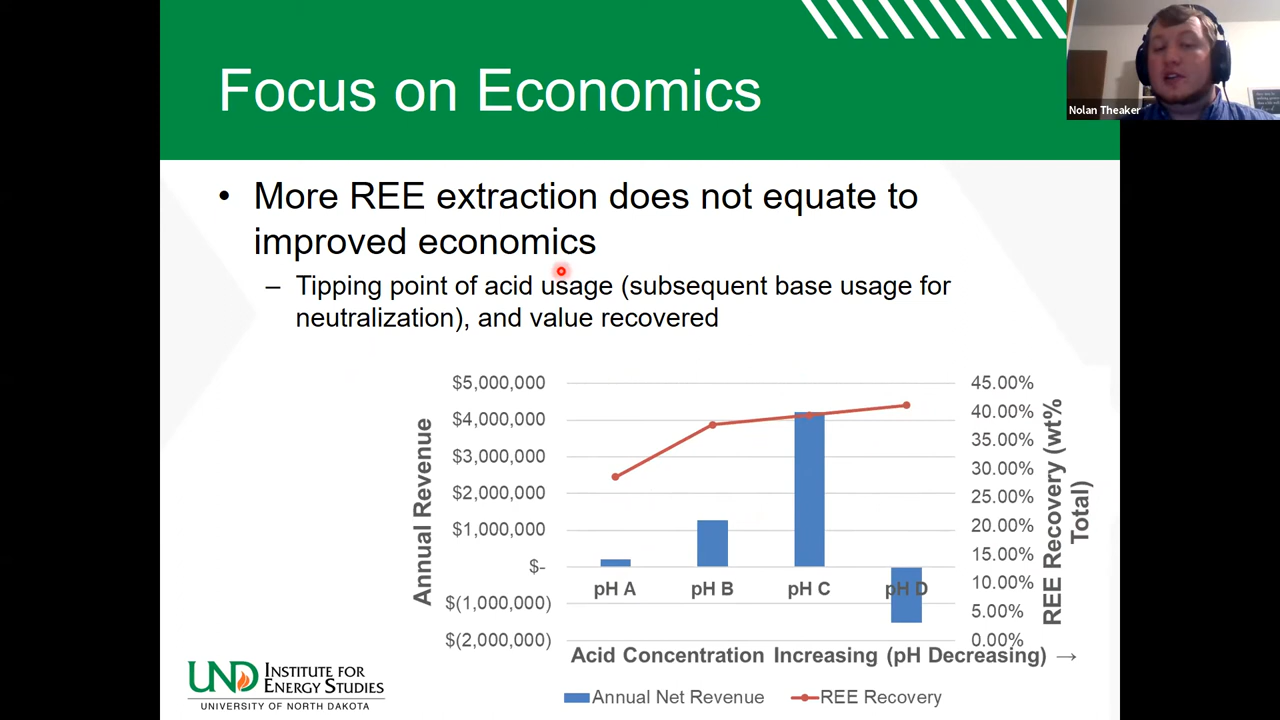 Focus on Economics
Nolan Theaker
• More REE extraction does not equate to
improved economics
– Tipping point of acid usage (subsequent base usage for
neutralization), and value recovered
Annual Revenue
$5,000,000
$4,000,000
$3,000,000
$2,000,000
$1,000,000
$-
$(1,000,000)
$(2,000,000)
pH A
pH B
pH C
pH D
45.00%
40.00%
35.00%
30.00%
25.00%
20.00%
15.00%
10.00%
5.00%
0.00%
REE Recovery (wt%
Total)
Acid Concentration Increasing (pH Decreasing) →
Annual Net Revenue
REE Recovery
UND
INSTITUTE FOR
ENERGY STUDIES
UNIVERSITY OF NORTH DAKOTA